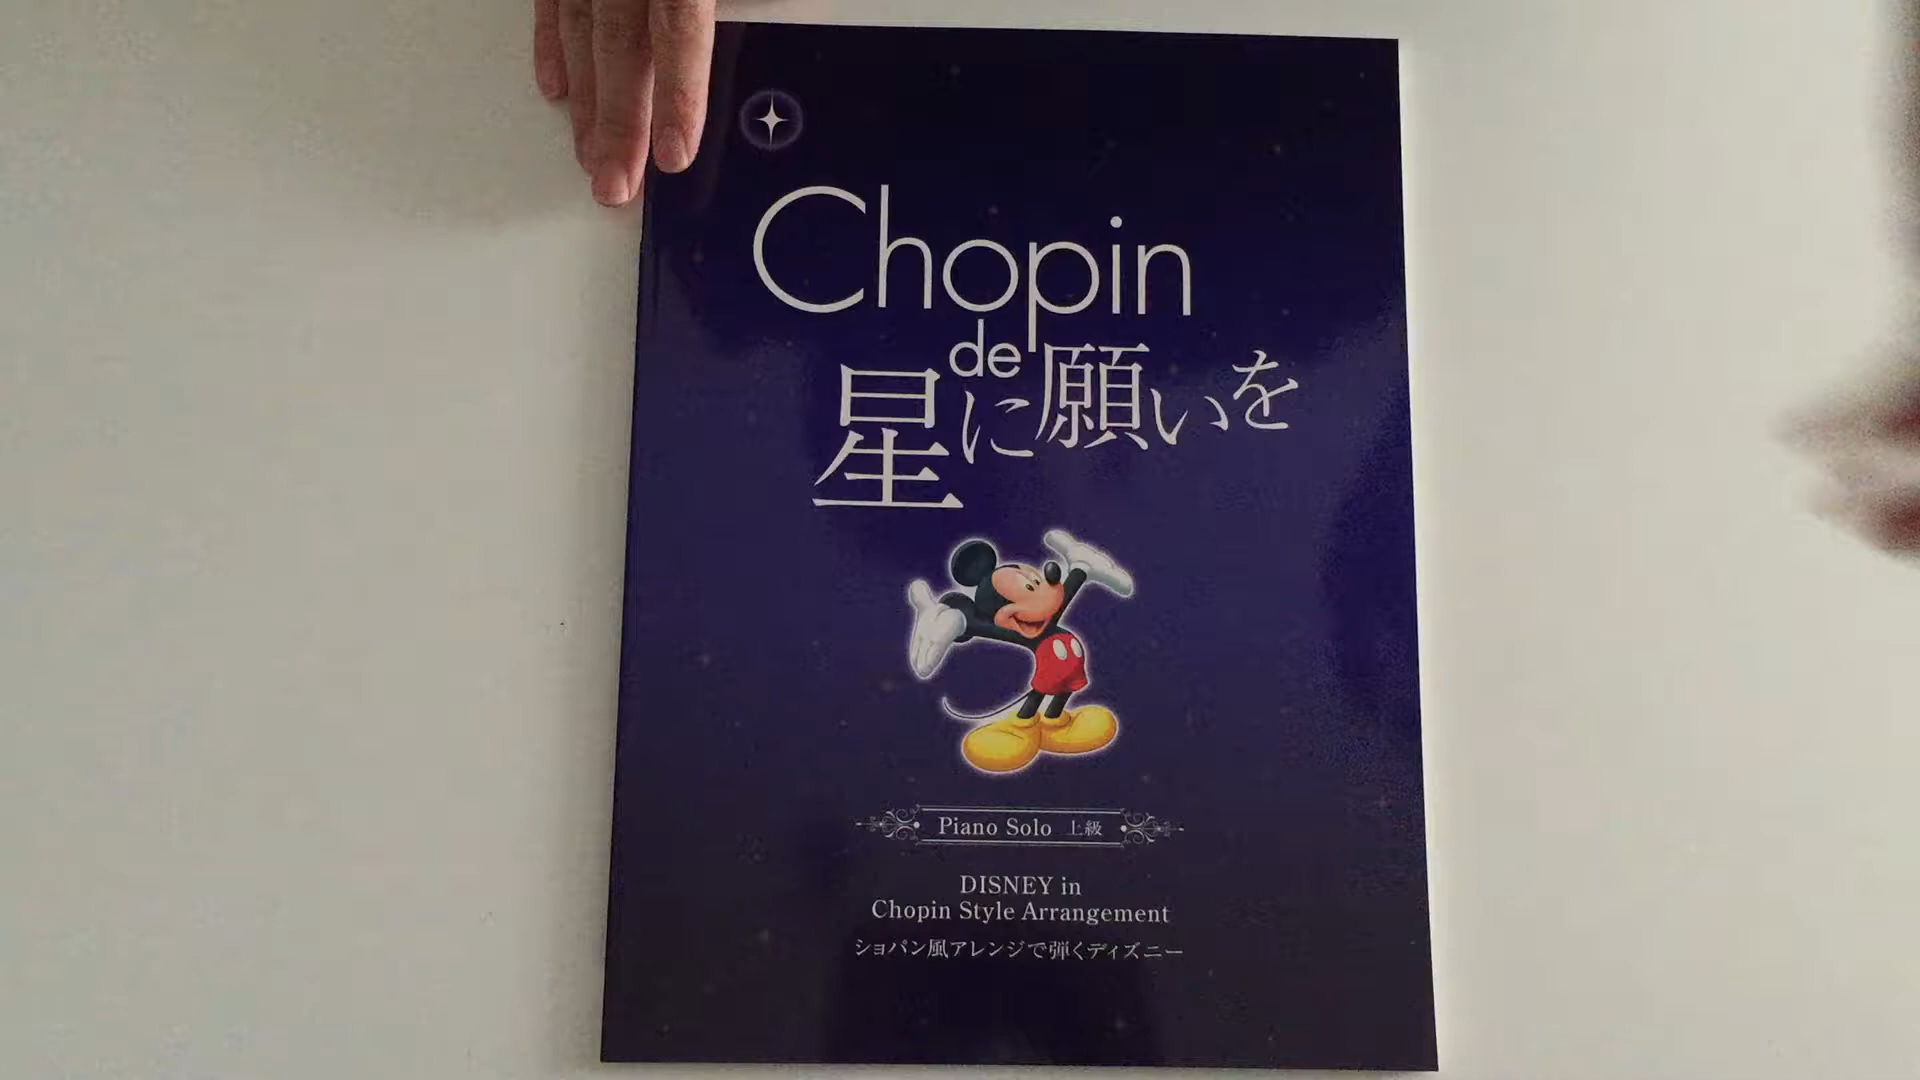 Chopin
de
星に願いを
Piano Solo 上級
DISNEY in
Chopin Style Arrangement
ショパン風アレンジで弾くディズニー